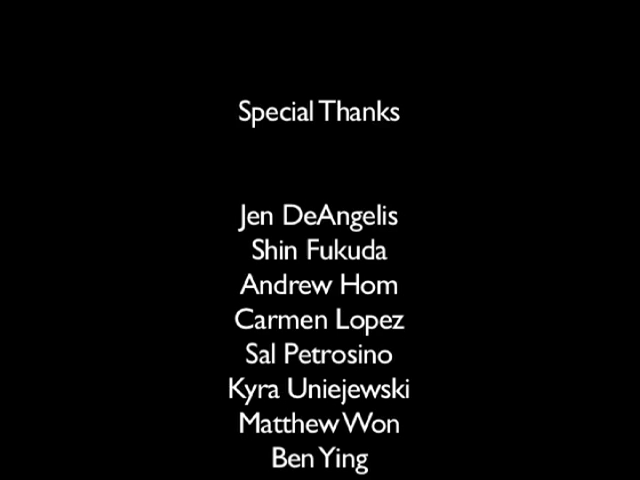 Special Thanks
Jen DeAngelis
Shin Fukuda
Andrew Hom
Carmen Lopez
Sal Petrosino
Kyra Uniejewski
Matthew Won
Ben Ying